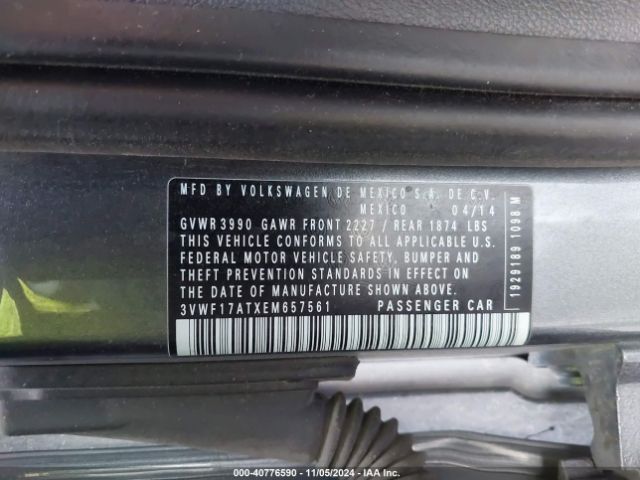 MFD BY VOLKSWAGEN DE MEXICO S.A. DE C.V.
MEXICO 04/14
GVWR 3990 GAWR FRONT 2227 / REAR 1874 LBS
THIS VEHICLE CONFORMS TO ALL APPLICABLE U.S.
FEDERAL MOTOR VEHICLE SAFETY, BUMPER AND
THEFT PREVENTION STANDARDS IN EFFECT ON
THE DATE OF MANUFACTURE SHOWN ABOVE.
3VWF17ATXEM657561 PASSENGER CAR
1929189 1098 M
000-40776590 — 11/05/2024 — IAA Inc.